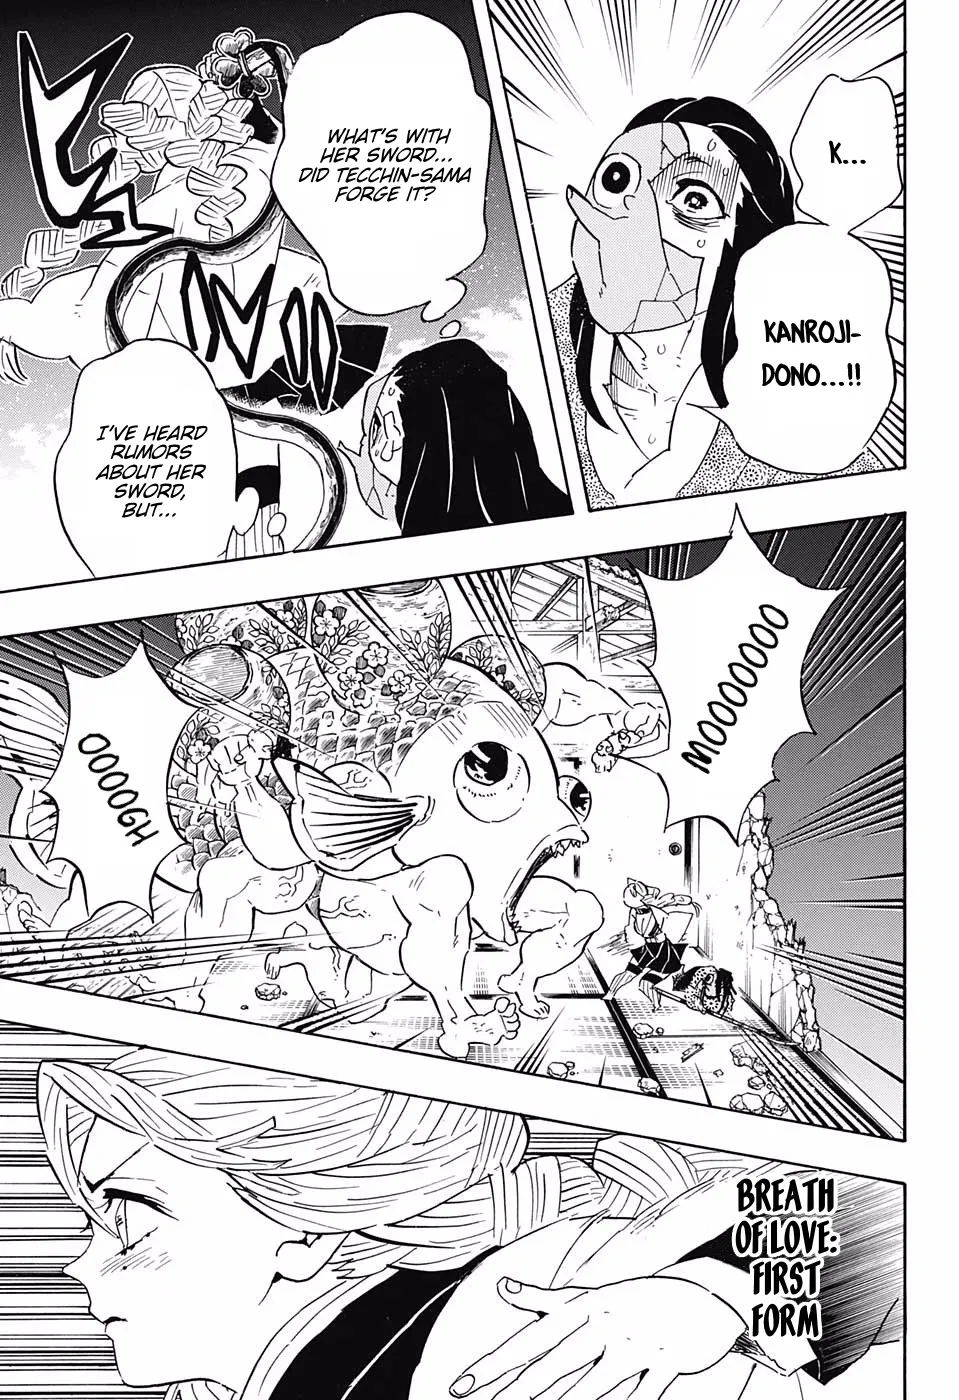 K...
KANROJI-
DONO...!!
WHAT'S WITH
HER SWORD...
DID TECCHIN-SAMA
FORGE IT?
I'VE HEARD
RUMORS
ABOUT HER
SWORD,
BUT...
MOOOOOOO
OOOOGH
BREATH
OF LOVE:
FIRST
FORM